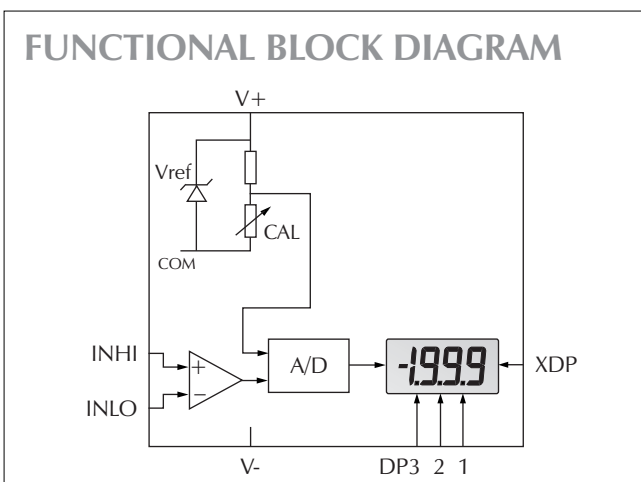 FUNCTIONAL BLOCK DIAGRAM
V+
Vref
CAL
COM
INHI
A/D
-1.9.9.9
XDP
+
−
INLO
V-
DP3 2 1